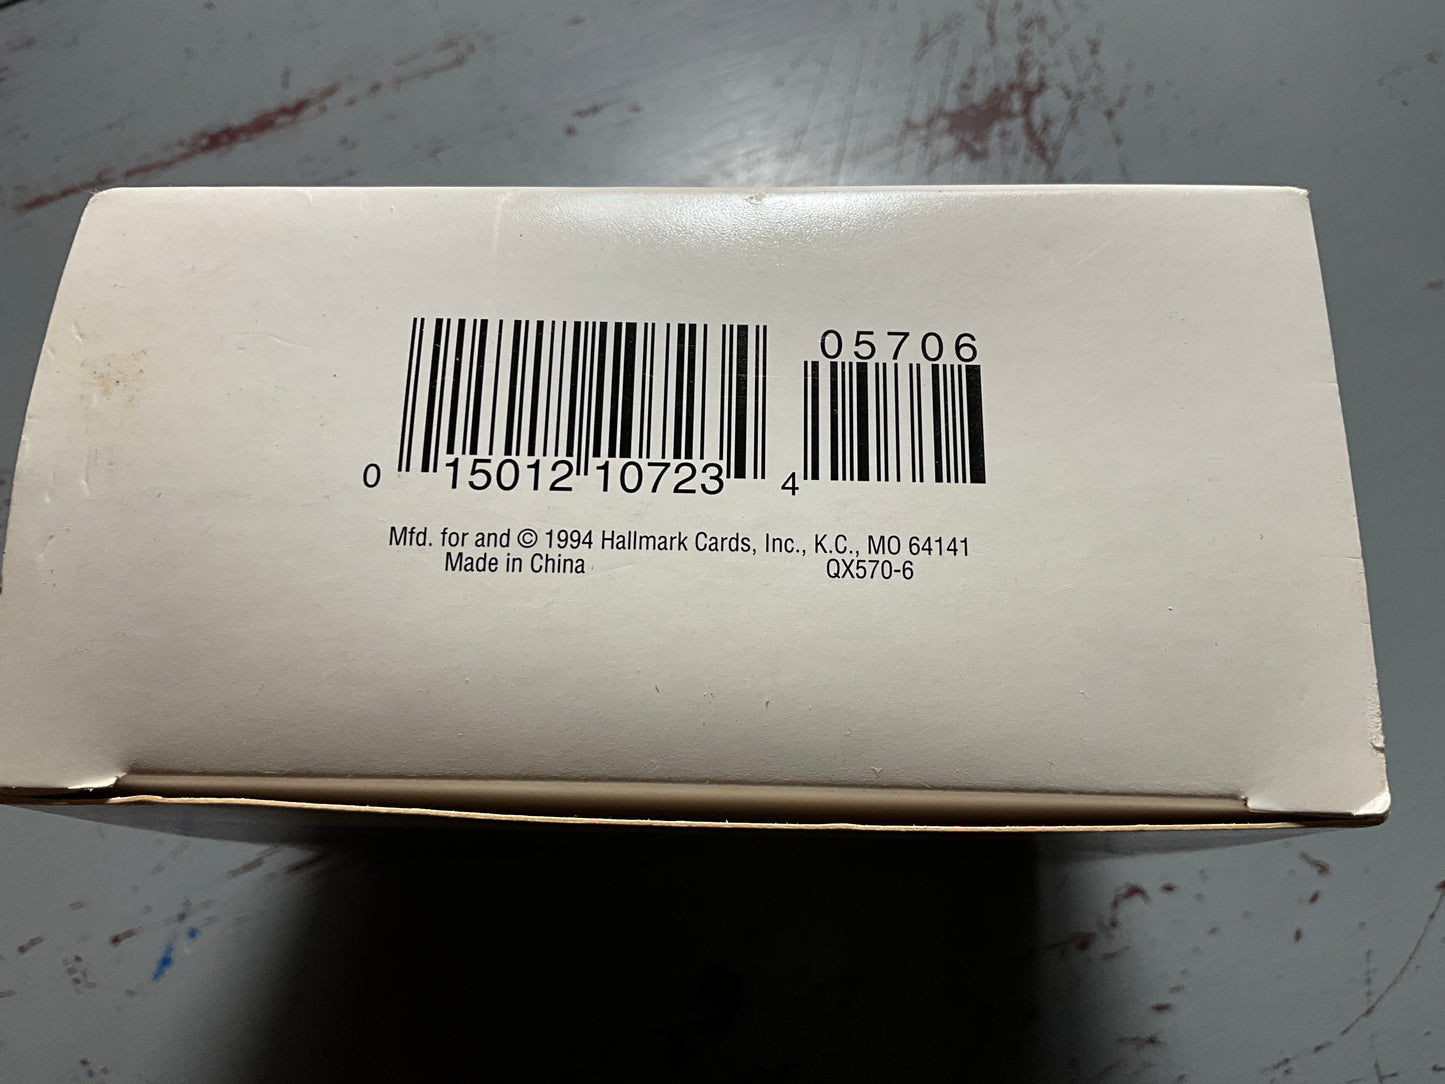 05706
0 15012 10723 4
Mfd. for and © 1994 Hallmark Cards, Inc., K.C., MO 64141
Made in China QX570-6